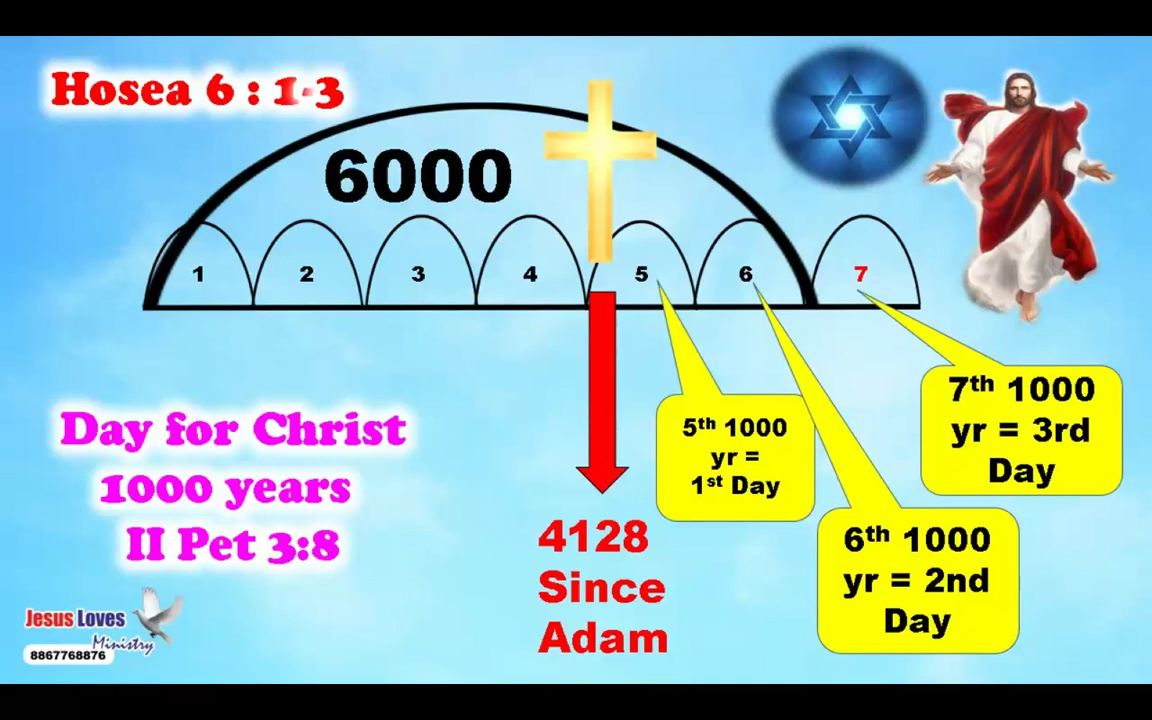 Hosea 6 : 1-3
6000
1 2 3 4 5 6 7
7th 1000
yr = 3rd
Day
5th 1000
yr =
1st Day
6th 1000
yr = 2nd
Day
Day for Christ
1000 years
II Pet 3:8
4128
Since
Adam
Jesus Loves
Ministry
8867768876